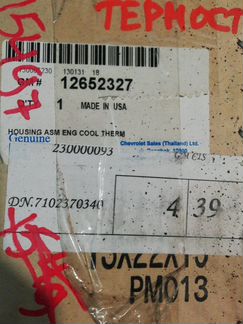 ТЕРМОСТ
130131 18
GM# 12652327
1 MADE IN USA
HOUSING ASM ENG COOL THERM
Genuine
Chevrolet Sales (Thailand) Ltd.
230000093
DN.7102370340
4 39
PM013